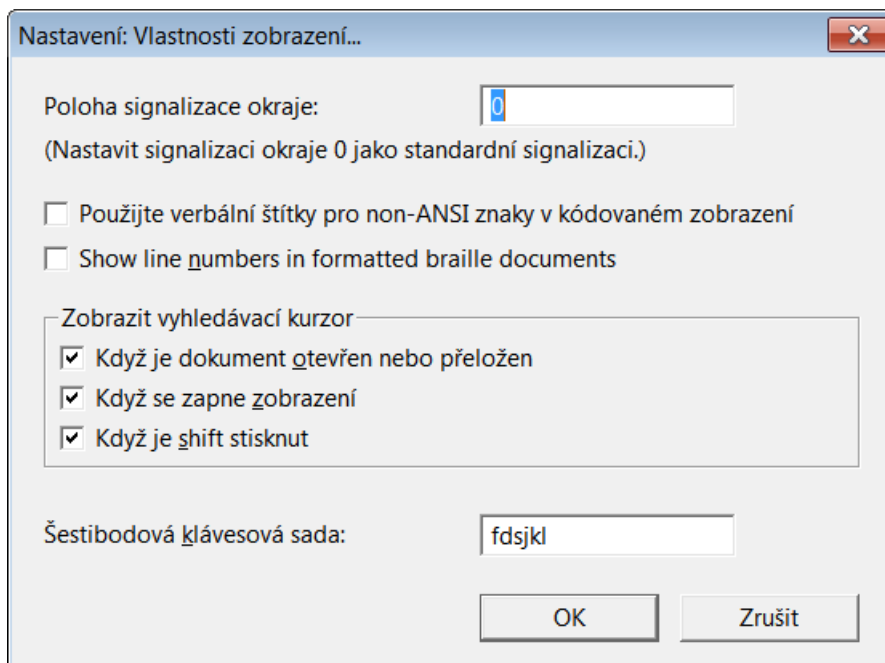 Nastavení: Vlastnosti zobrazení...
Poloha signalizace okraje: 0
(Nastavit signalizaci okraje 0 jako standardní signalizaci.)
Použijte verbální štítky pro non-ANSI znaky v kódovaném zobrazení
Show line numbers in formatted braille documents
Zobrazit vyhledávací kurzor
Když je dokument otevřen nebo přeložen
Když se zapne zobrazení
Když je shift stisknut
Šestibodová klávesová sada: fdsjkl
OK Zrušit